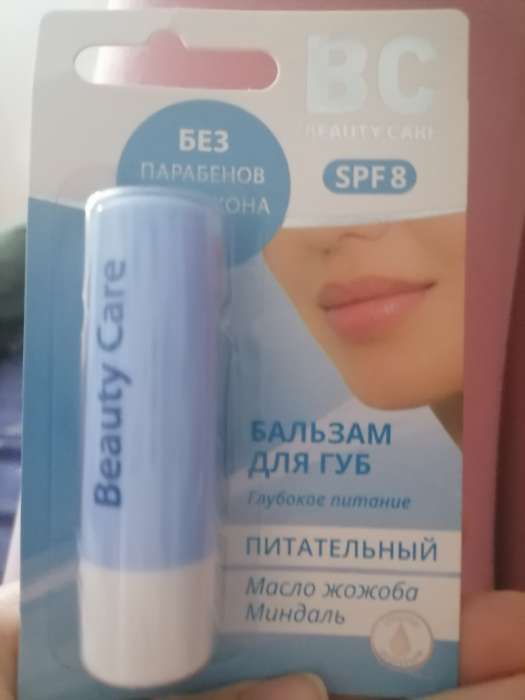 BC
BEAUTY CARE
SPF 8
БЕЗ
ПАРАБЕНОВ
Beauty Care
БАЛЬЗАМ
ДЛЯ ГУБ
Глубокое питание
ПИТАТЕЛЬНЫЙ
Масло жожоба
Миндаль